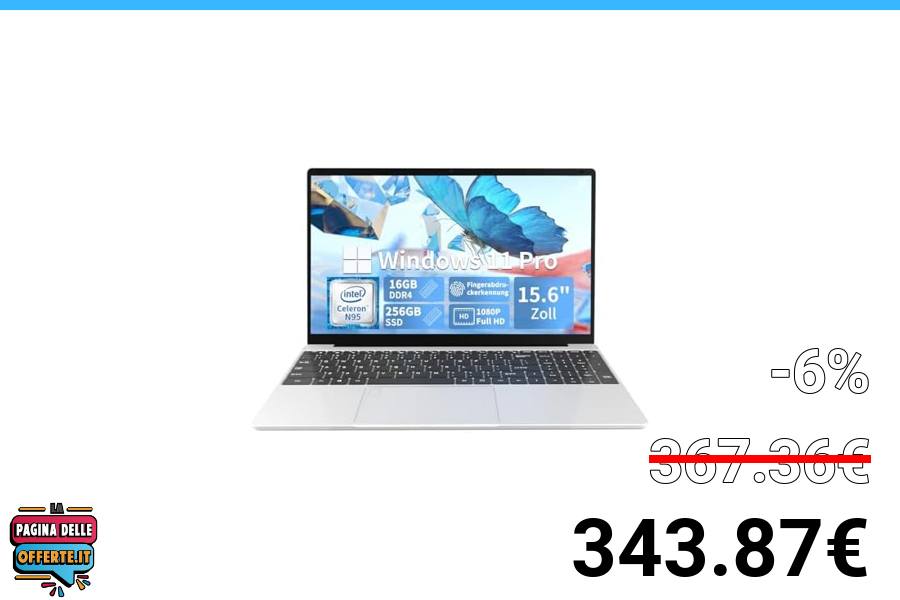 Windows 11 Pro
intel
Celeron
N95
16GB
DDR4
256GB
SSD
Fingerabdru-
ckerkennung
HD
1080P
Full HD
15.6"
Zoll
-6%
367.36€
343.87€
LA
PAGINA DELLE
OFFERTE.IT